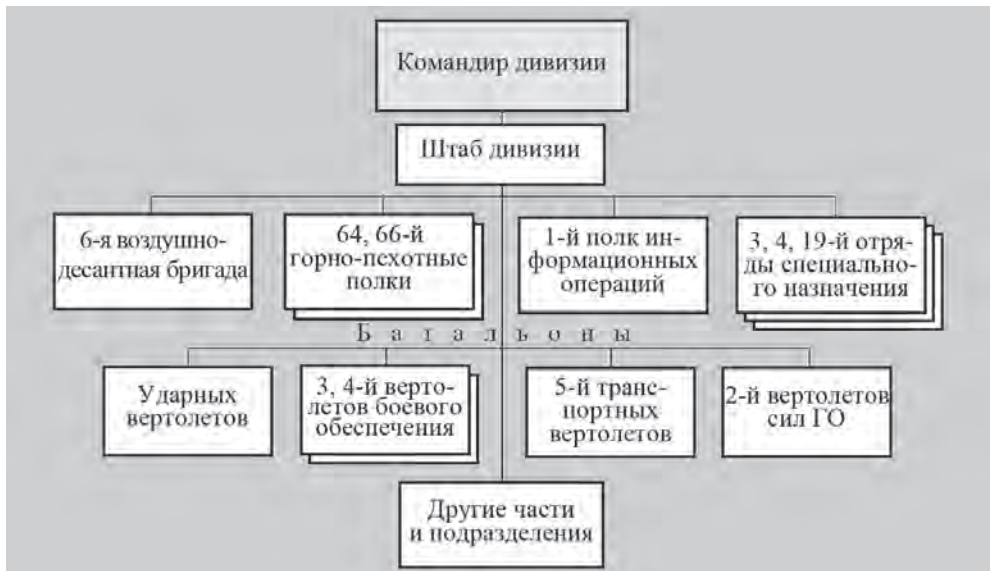 Командир дивизии
Штаб дивизии
6-я воздушно-
десантная бригада
64, 66-й
горно-пехотные
полки
1-й полк ин-
формационных
операций
3, 4, 19-й отря-
ды специально-
го назначения
Батальоны
Ударных
вертолетов
3, 4-й верто-
летов боевого
обеспечения
5-й транс-
портных
вертолетов
2-й вертолетов
сил ГО
Другие части
и подразделения